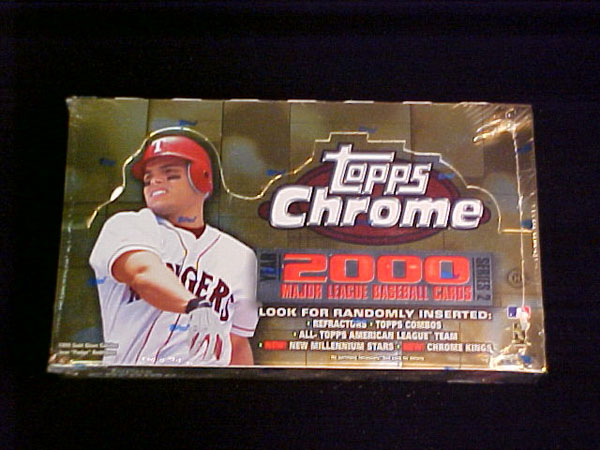 T
Topps
Chrome
YEAR
2000
SERIES 2
MAJOR LEAGUE BASEBALL CARDS
LOOK FOR RANDOMLY INSERTED:
• REFRACTORS • TOPPS COMBOS
• ALL-TOPPS AMERICAN LEAGUE TEAM
• NEW! NEW MILLENNIUM STARS • NEW! CHROME KINGS